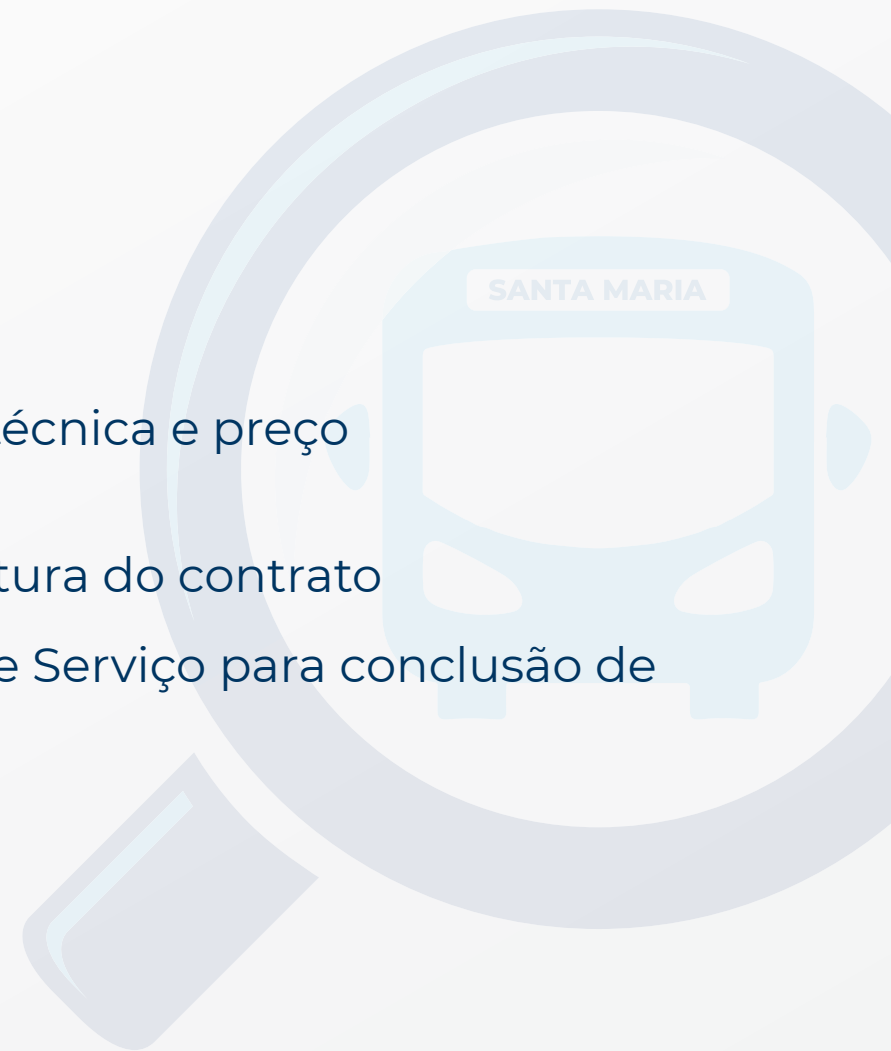 SANTA MARIA
écnica e preço
tura do contrato
e Serviço para conclusão de